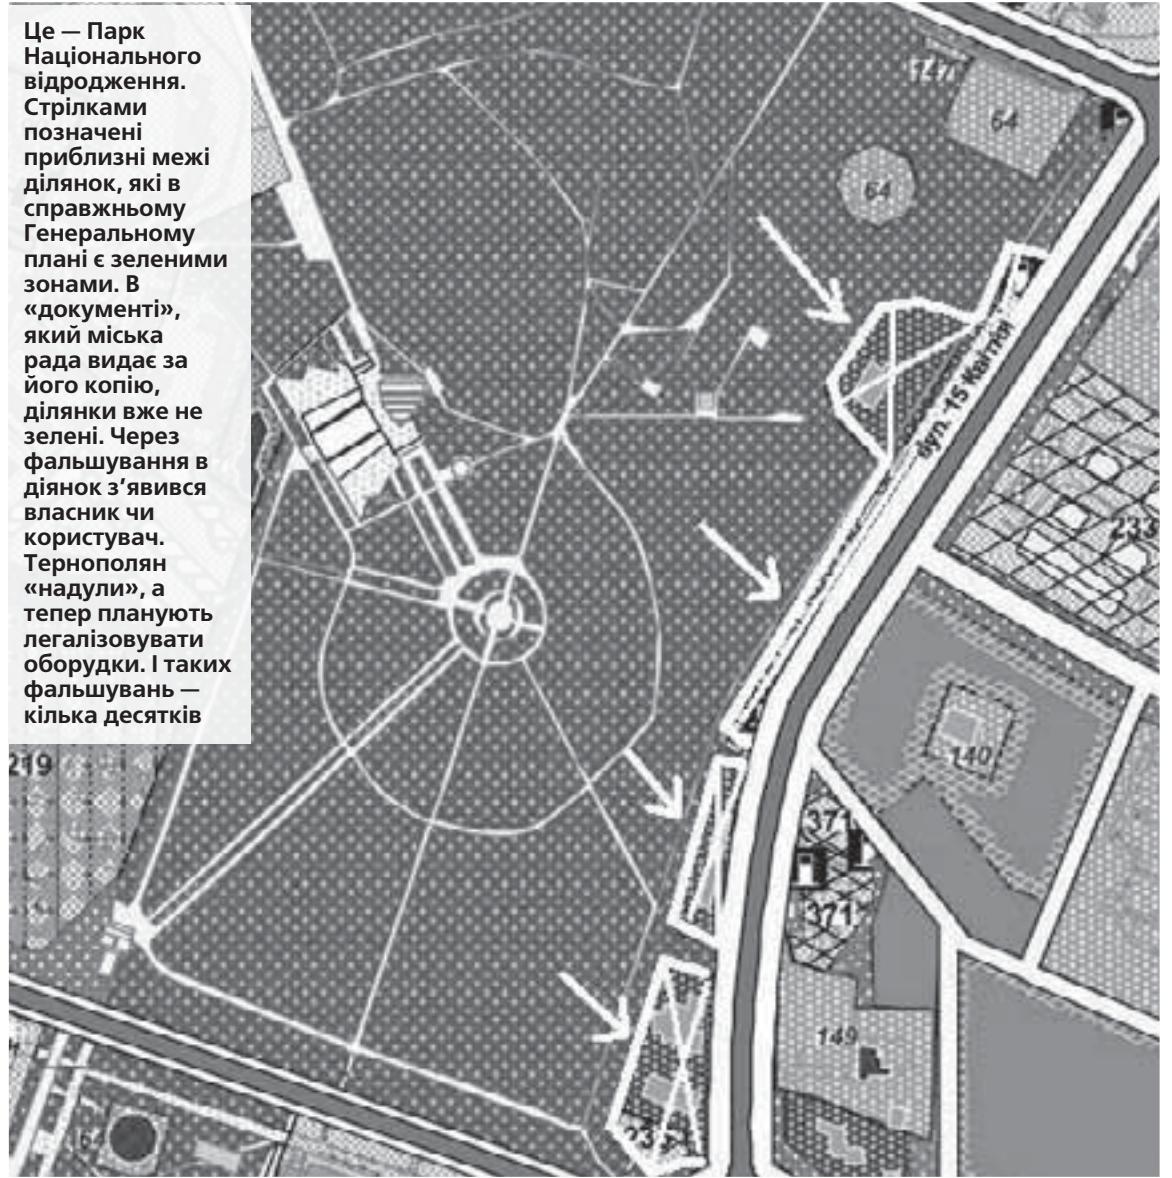 Це — Парк
Національного
відродження.
Стрілками
позначені
приблизні межі
ділянок, які в
справжньому
Генеральному
плані є зеленими
зонами. В
«документі»,
який міська
рада видає за
його копію,
ділянки вже не
зелені. Через
фальшування в
діянок з’явився
власник чи
користувач.
Тернополян
«надули», а
тепер планують
легалізовувати
оборудки. І таких
фальшувань —
кілька десятків
64
64
вул. 15 Квітня
233
140
219
371
371
149